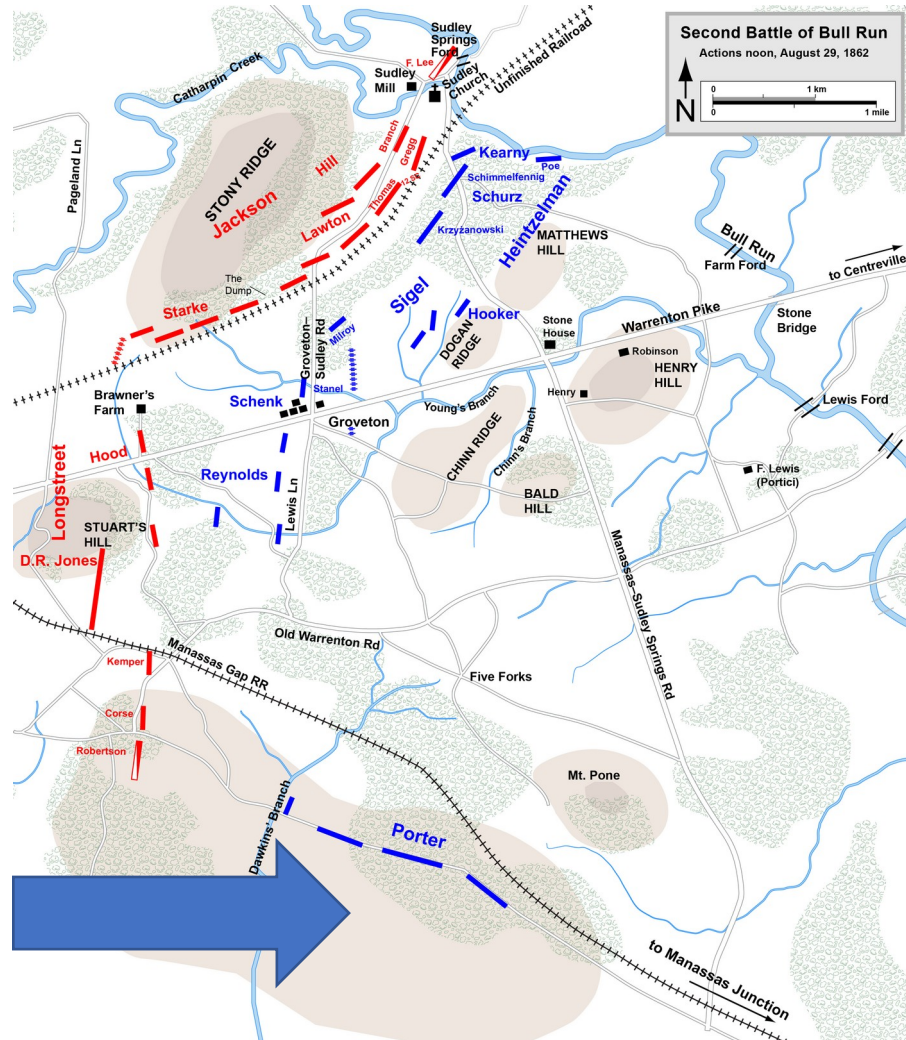 Second Battle of Bull Run
Actions noon, August 29, 1862
N
0
1 km
0
1 mile
Sudley
Springs
Ford
F. Lee
Catharpin Creek
Sudley
Mill
Sudley
Church
Unfinished Railroad
Pageland Ln
STONY RIDGE
Jackson
Hill
Branch
Gregg
Thomas
Lawton
Kearny
Poe
Schimmelfennig
Schurz
Krzyżanowski
Heintzelman
MATTHEWS
HILL
Bull Run
Farm Ford
to Centreville
The
Dump
Starke
Sigel
Hooker
Milroy
Groveton–
Sudley Rd
DOGAN
RIDGE
Stone
House
Warrenton Pike
Stone
Bridge
Robinson
HENRY
HILL
Henry
Brawner's
Farm
Schenk
Stanel
Groveton
Young's Branch
Lewis Ford
Hood
Reynolds
CHINN RIDGE
Chinn's Branch
F. Lewis
(Portici)
Longstreet
STUART'S
HILL
Lewis Ln
BALD
HILL
D.R. Jones
Manassas–Sudley Springs Rd
Old Warrenton Rd
Manassas Gap RR
Kemper
Five Forks
Corse
Robertson
Mt. Pone
Dawkins' Branch
Porter
to Manassas Junction